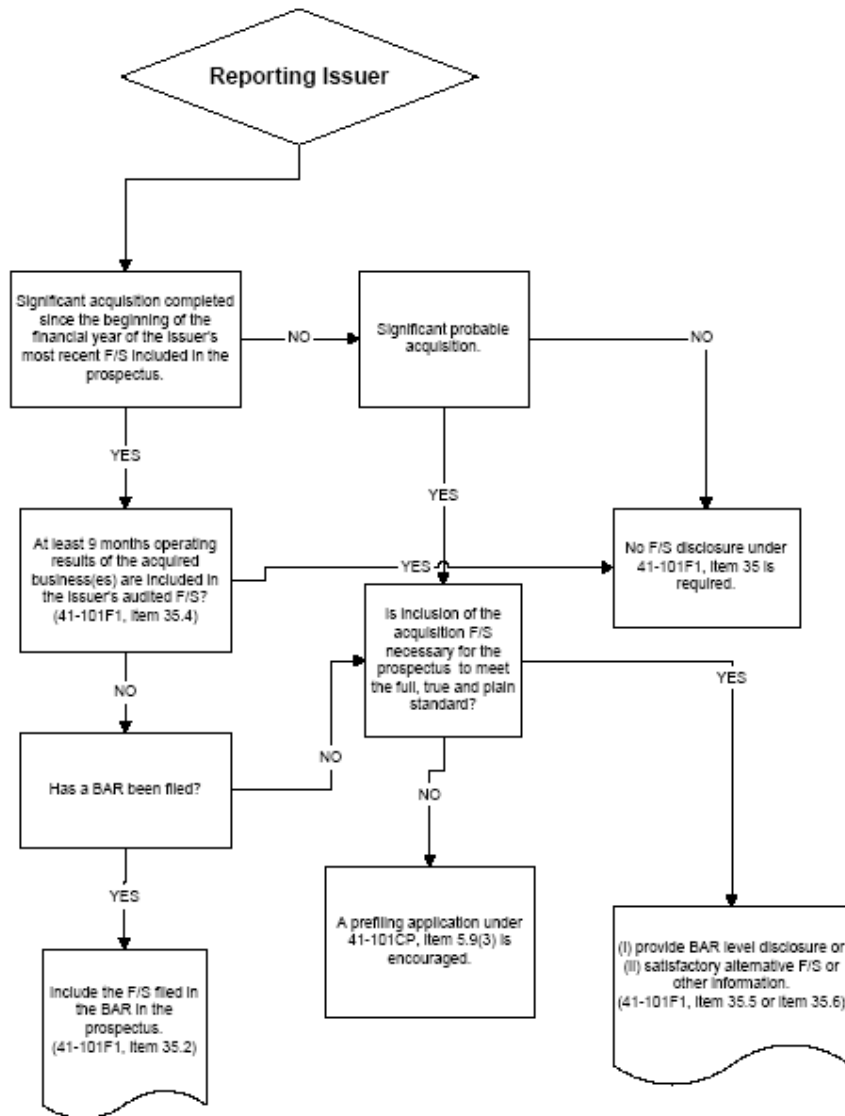 Reporting Issuer
Significant acquisition completed
since the beginning of the
financial year of the issuer's
most recent F/S included in the
prospectus.
NO
Significant probable
acquisition.
NO
YES
YES
At least 9 months operating
results of the acquired
business(es) are included in
the issuer's audited F/S?
(41-101F1, Item 35.4)
YES
No F/S disclosure under
41-101F1, Item 35 is
required.
Is inclusion of the
acquisition F/S
necessary for the
prospectus to meet
the full, true and plain
standard?
YES
NO
NO
Has a BAR been filed?
NO
YES
A prefiling application under
41-101CP, Item 5.9(3) is
encouraged.
(I) provide BAR level disclosure or
(II) satisfactory alternative F/S or
other information.
(41-101F1, Item 35.5 or Item 35.6)
Include the F/S filed in
the BAR in the
prospectus.
(41-101F1, Item 35.2)